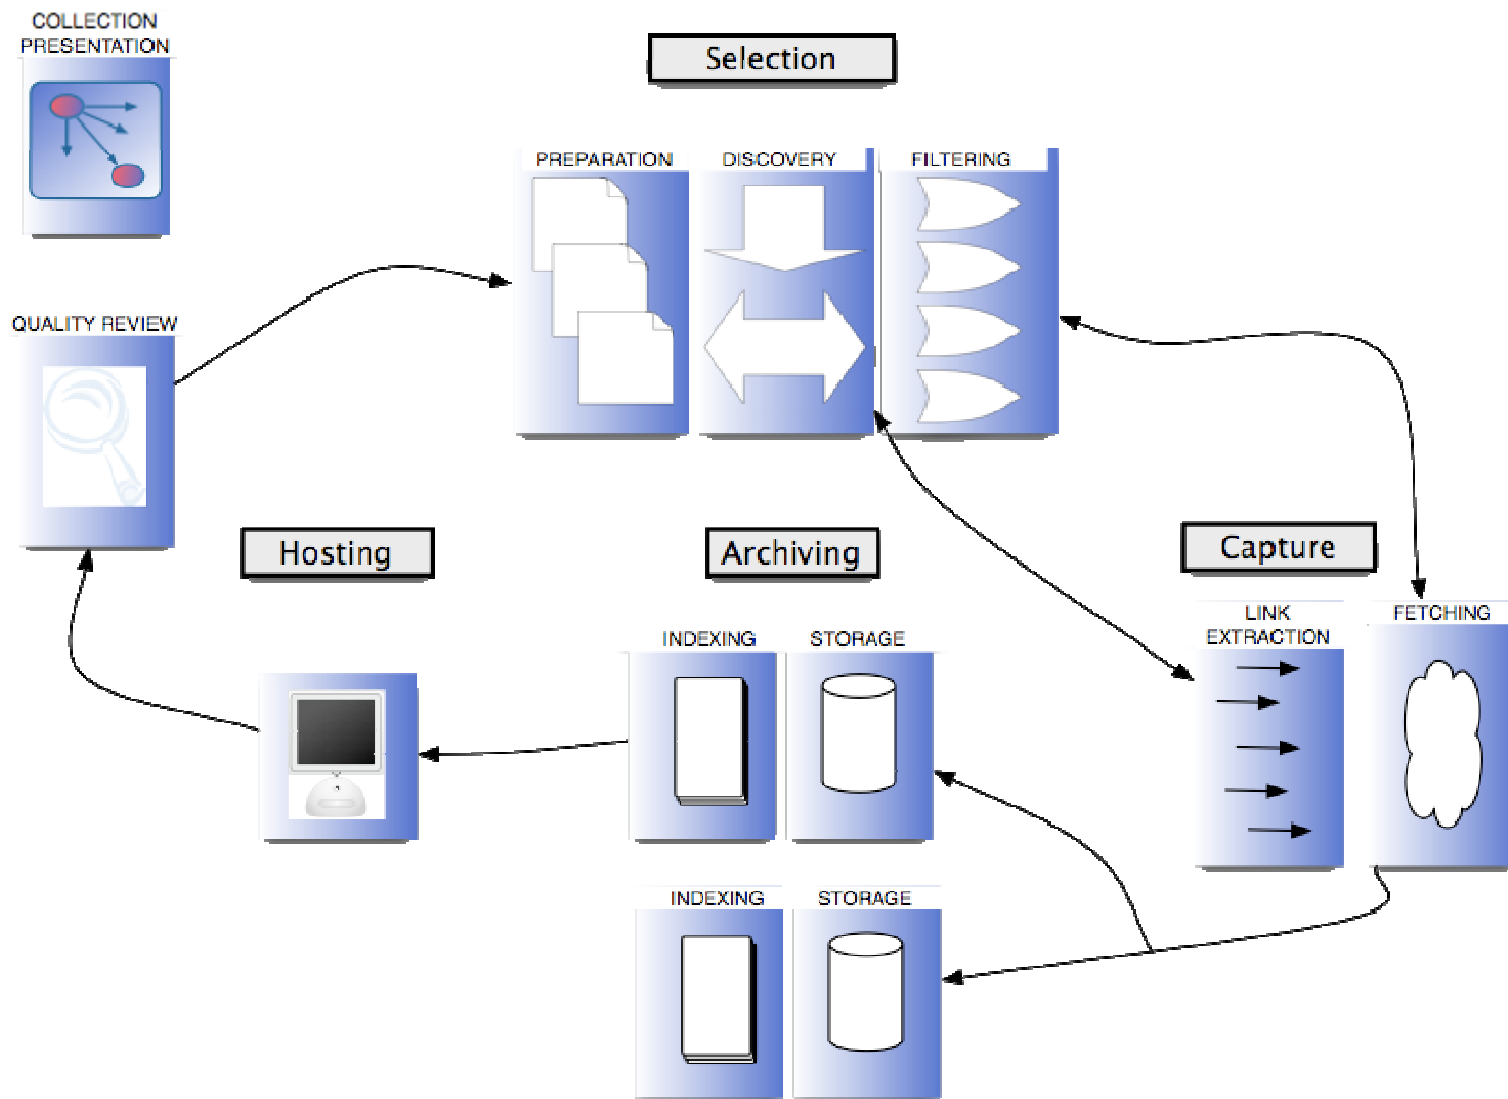 COLLECTION
PRESENTATION
Selection
PREPARATION
DISCOVERY
FILTERING
QUALITY REVIEW
Hosting
Archiving
Capture
LINK
EXTRACTION
FETCHING
INDEXING
STORAGE
INDEXING
STORAGE